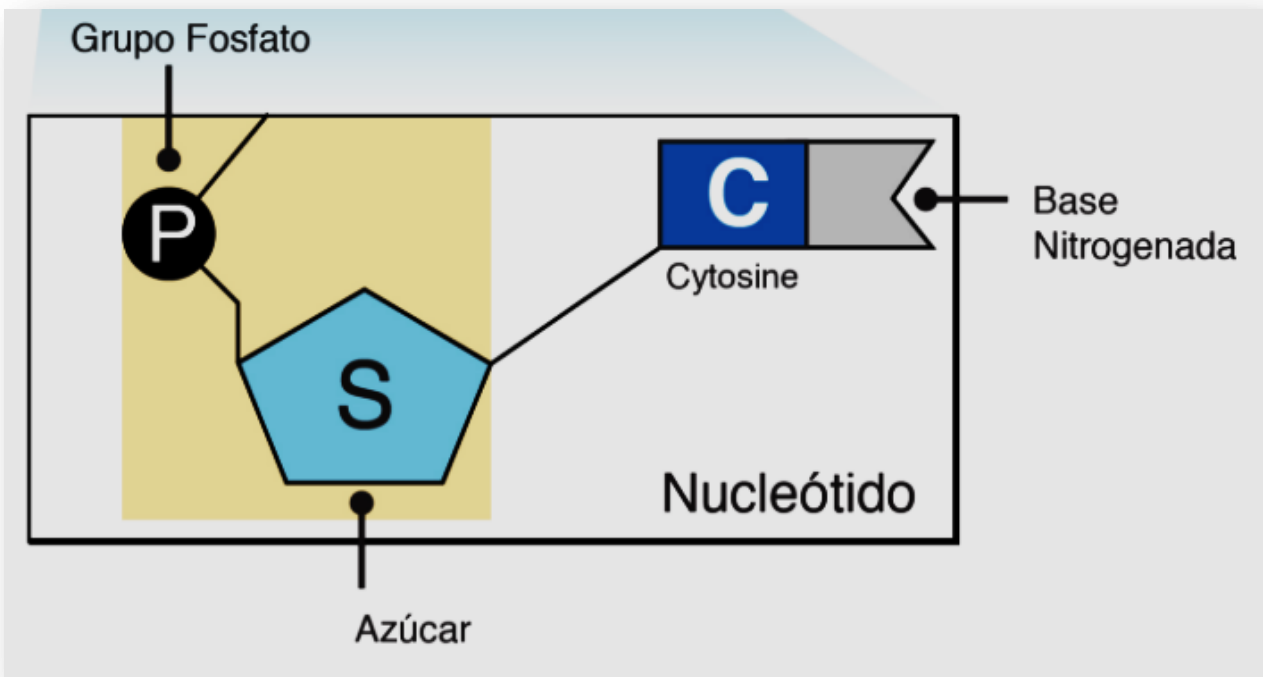 Grupo Fosfato
P
C
Base
Nitrogenada
Cytosine
S
Nucleótido
Azúcar